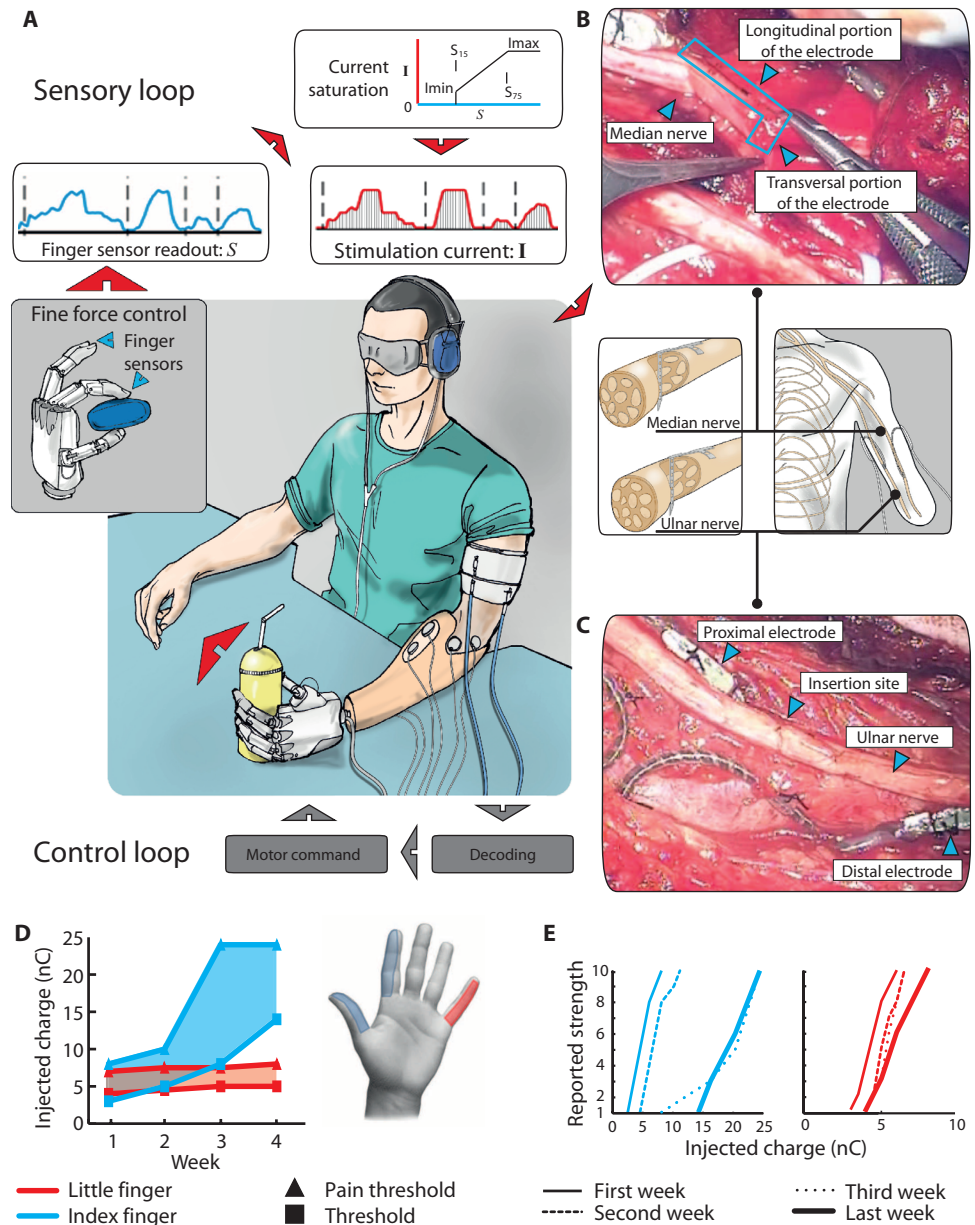 A
Sensory loop
Current
saturation
I
0
S15
Imin
Imax
S75
S
Finger sensor readout: S
Stimulation current: I
Fine force control
Finger
sensors
Control loop
Motor command
Decoding
B
Longitudinal portion
of the electrode
Median nerve
Transversal portion
of the electrode
Median nerve
Ulnar nerve
C
Proximal electrode
Insertion site
Ulnar nerve
Distal electrode
D
Injected charge (nC)
25
20
15
10
5
0
1 2 3 4
Week
E
Reported strength
10
8
6
4
2
1
0 5 10 15 20 25
0 5 10
Injected charge (nC)
Little finger
Index finger
Pain threshold
Threshold
First week
Second week
Third week
Last week